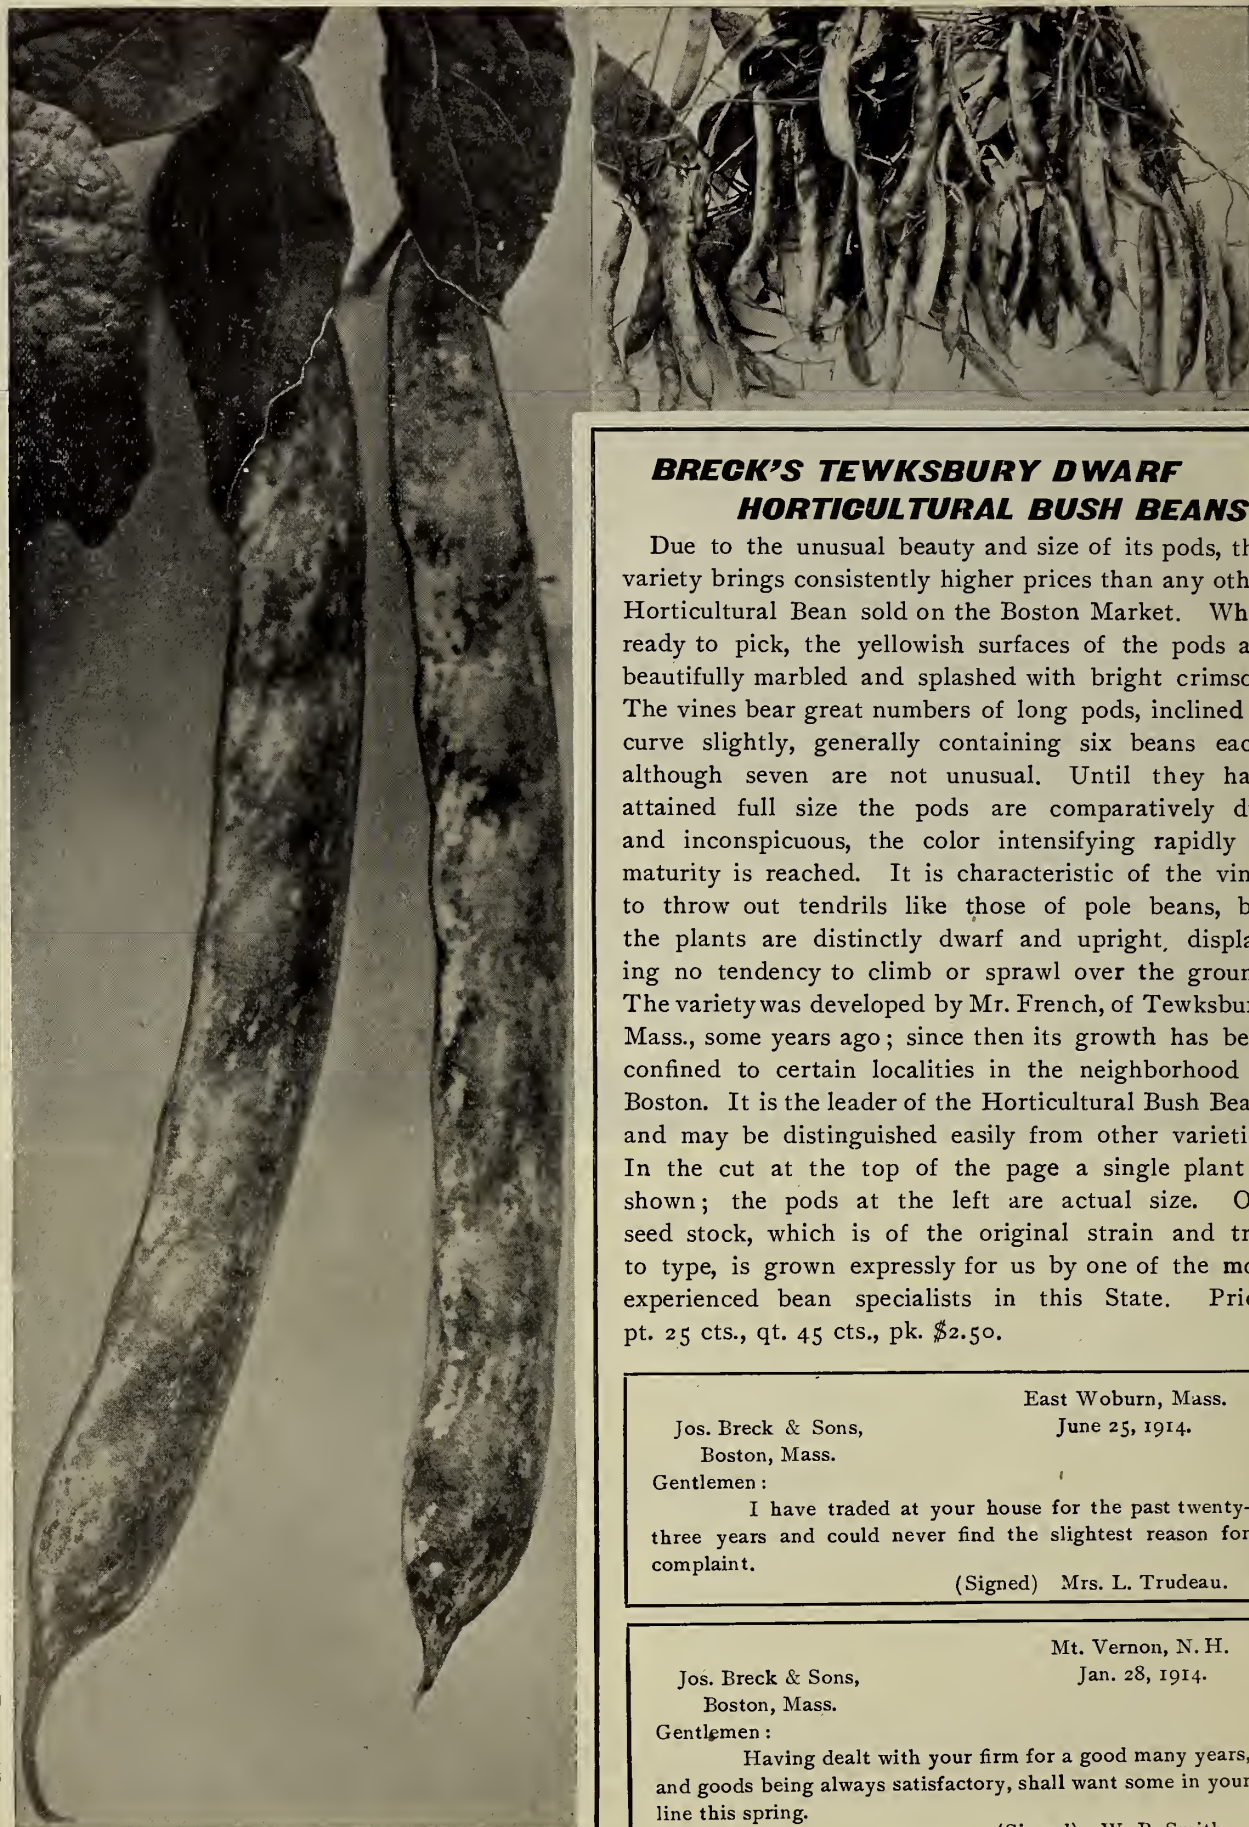 BRECK'S TEWKSBURY DWARF
HORTICULTURAL BUSH BEANS
Due to the unusual beauty and size of its pods, th
variety brings consistently higher prices than any oth
Horticultural Bean sold on the Boston Market. Wh
ready to pick, the yellowish surfaces of the pods a
beautifully marbled and splashed with bright crimso
The vines bear great numbers of long pods, inclined
curve slightly, generally containing six beans eac
although seven are not unusual. Until they ha
attained full size the pods are comparatively d
and inconspicuous, the color intensifying rapidly
maturity is reached. It is characteristic of the vin
to throw out tendrils like those of pole beans, b
the plants are distinctly dwarf and upright, displa
ing no tendency to climb or sprawl over the groun
The variety was developed by Mr. French, of Tewksbu
Mass., some years ago; since then its growth has be
confined to certain localities in the neighborhood
Boston. It is the leader of the Horticultural Bush Bea
and may be distinguished easily from other varieti
In the cut at the top of the page a single plant
shown; the pods at the left are actual size. O
seed stock, which is of the original strain and tr
to type, is grown expressly for us by one of the mo
experienced bean specialists in this State. Pri
pt. 25 cts., qt. 45 cts., pk. $2.50.
East Woburn, Mass.
Jos. Breck & Sons, June 25, 1914.
Boston, Mass.
Gentlemen:
I have traded at your house for the past twenty-
three years and could never find the slightest reason for
complaint.
(Signed) Mrs. L. Trudeau.
Mt. Vernon, N. H.
Jos. Breck & Sons, Jan. 28, 1914.
Boston, Mass.
Gentlemen:
Having dealt with your firm for a good many years,
and goods being always satisfactory, shall want some in your
line this spring.